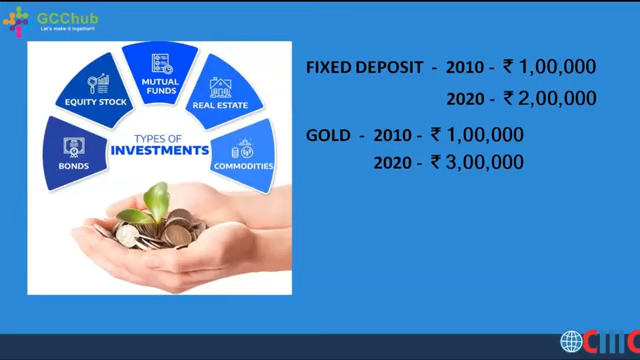 GCChub
Let's make it together!!
FIXED DEPOSIT - 2010 - ₹ 1,00,000
2020 - ₹ 2,00,000
GOLD - 2010 - ₹ 1,00,000
2020 - ₹ 3,00,000
MUTUAL
FUNDS
EQUITY STOCK
REAL ESTATE
TYPES OF
INVESTMENTS
BONDS
COMMODITIES